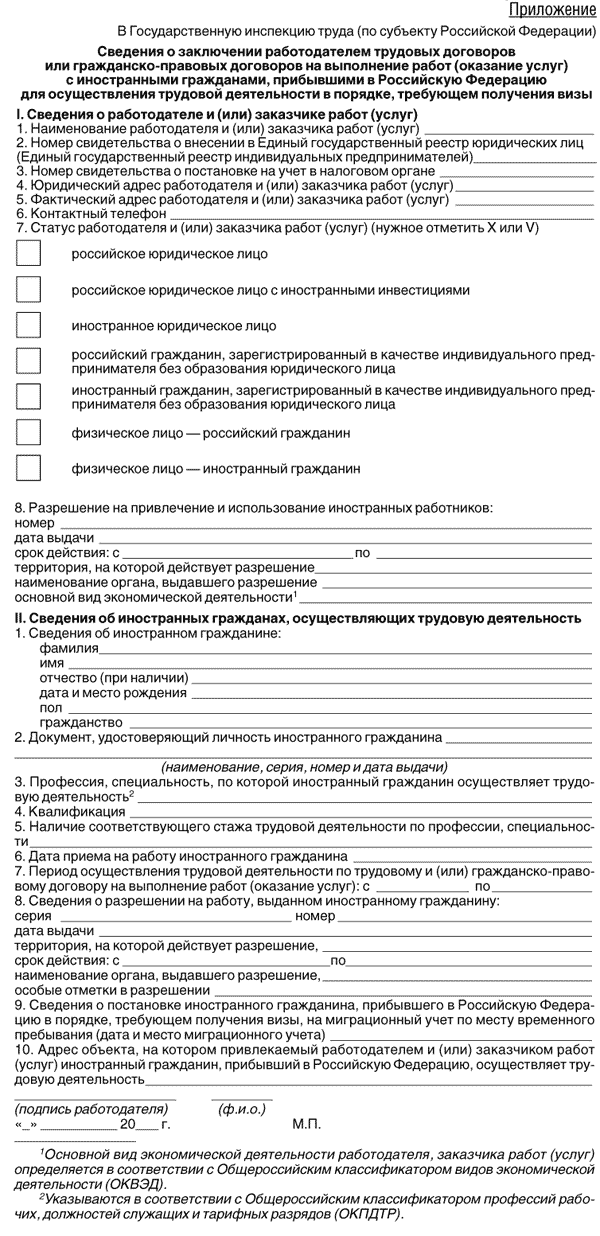 Приложение
В Государственную инспекцию труда (по субъекту Российской Федерации)
Сведения о заключении работодателем трудовых договоров
или гражданско-правовых договоров на выполнение работ (оказание услуг)
с иностранными гражданами, прибывшими в Российскую Федерацию
для осуществления трудовой деятельности в порядке, требующем получения визы
I. Сведения о работодателе и (или) заказчике работ (услуг)
1. Наименование работодателя и (или) заказчика работ (услуг)
2. Номер свидетельства о внесении в Единый государственный реестр юридических лиц
(Единый государственный реестр индивидуальных предпринимателей)
3. Номер свидетельства о постановке на учет в налоговом органе
4. Юридический адрес работодателя и (или) заказчика работ (услуг)
5. Фактический адрес работодателя и (или) заказчика работ (услуг)
6. Контактный телефон
7. Статус работодателя и (или) заказчика работ (услуг) (нужное отметить X или V)
российское юридическое лицо
российское юридическое лицо с иностранными инвестициями
иностранное юридическое лицо
российский гражданин, зарегистрированный в качестве индивидуального пред-
принимателя без образования юридического лица
иностранный гражданин, зарегистрированный в качестве индивидуального пред-
принимателя без образования юридического лица
физическое лицо — российский гражданин
физическое лицо — иностранный гражданин
8. Разрешение на привлечение и использование иностранных работников:
номер
дата выдачи
срок действия: с по
территория, на которой действует разрешение
наименование органа, выдавшего разрешение
основной вид экономической деятельности¹
II. Сведения об иностранных гражданах, осуществляющих трудовую деятельность
1. Сведения об иностранном гражданине:
фамилия
имя
отчество (при наличии)
дата и место рождения
пол
гражданство
2. Документ, удостоверяющий личность иностранного гражданина
(наименование, серия, номер и дата выдачи)
3. Профессия, специальность, по которой иностранный гражданин осуществляет трудо-
вую деятельность²
4. Квалификация
5. Наличие соответствующего стажа трудовой деятельности по профессии, специальнос-
ти
6. Дата приема на работу иностранного гражданина
7. Период осуществления трудовой деятельности по трудовому и (или) гражданско-право-
вому договору на выполнение работ (оказание услуг): с по
8. Сведения о разрешении на работу, выданном иностранному гражданину:
серия номер
дата выдачи
территория, на которой действует разрешение,
срок действия: с по
наименование органа, выдавшего разрешение,
особые отметки в разрешении
9. Сведения о постановке иностранного гражданина, прибывшего в Российскую Федера-
цию в порядке, требующем получения визы, на миграционный учет по месту временного
пребывания (дата и место миграционного учета)
10. Адрес объекта, на котором привлекаемый работодателем и (или) заказчиком работ
(услуг) иностранный гражданин, прибывший в Российскую Федерацию, осуществляет тру-
довую деятельность
(подпись работодателя) (ф.и.о.)
«_» 20 г. М.П.
¹Основной вид экономической деятельности работодателя, заказчика работ (услуг)
определяется в соответствии с Общероссийским классификатором видов экономической
деятельности (ОКВЭД).
²Указываются в соответствии с Общероссийским классификатором профессий рабо-
чих, должностей служащих и тарифных разрядов (ОКПДТР).